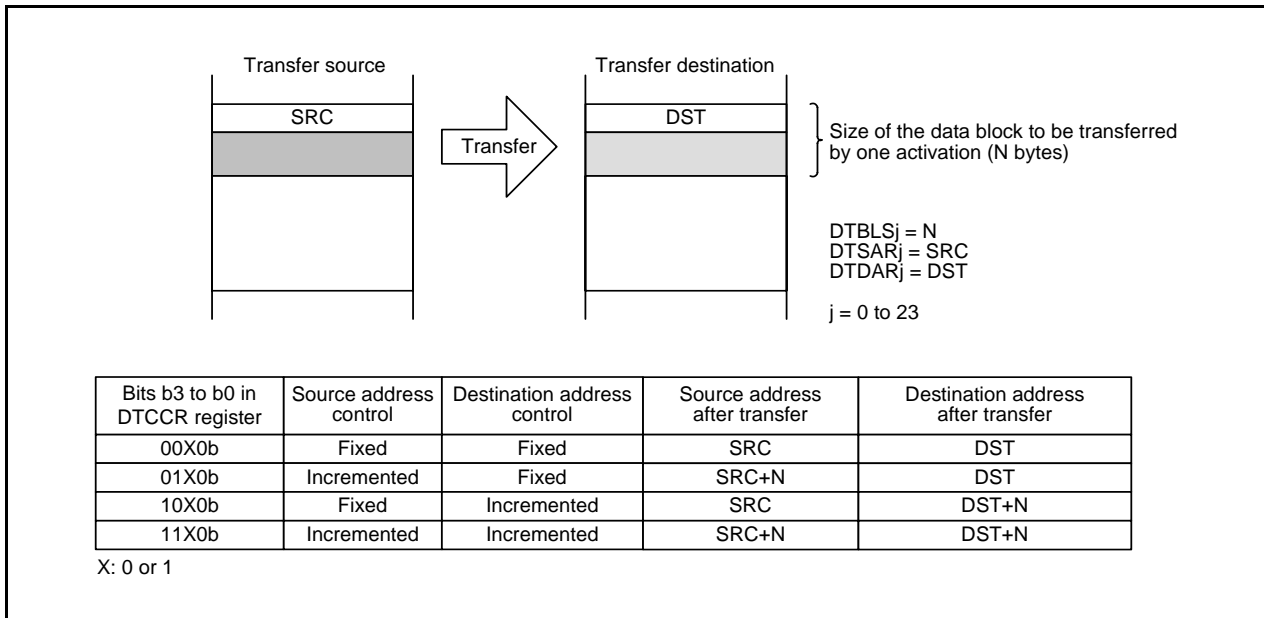 Transfer source
Transfer destination
SRC
DST
Transfer
Size of the data block to be transferred
by one activation (N bytes)
DTBLSj = N
DTSARj = SRC
DTDARj = DST
j = 0 to 23
Bits b3 to b0 in
DTCCR register
Source address
control
Destination address
control
Source address
after transfer
Destination address
after transfer
00X0b Fixed Fixed SRC DST
01X0b Incremented Fixed SRC+N DST
10X0b Fixed Incremented SRC DST+N
11X0b Incremented Incremented SRC+N DST+N
X: 0 or 1